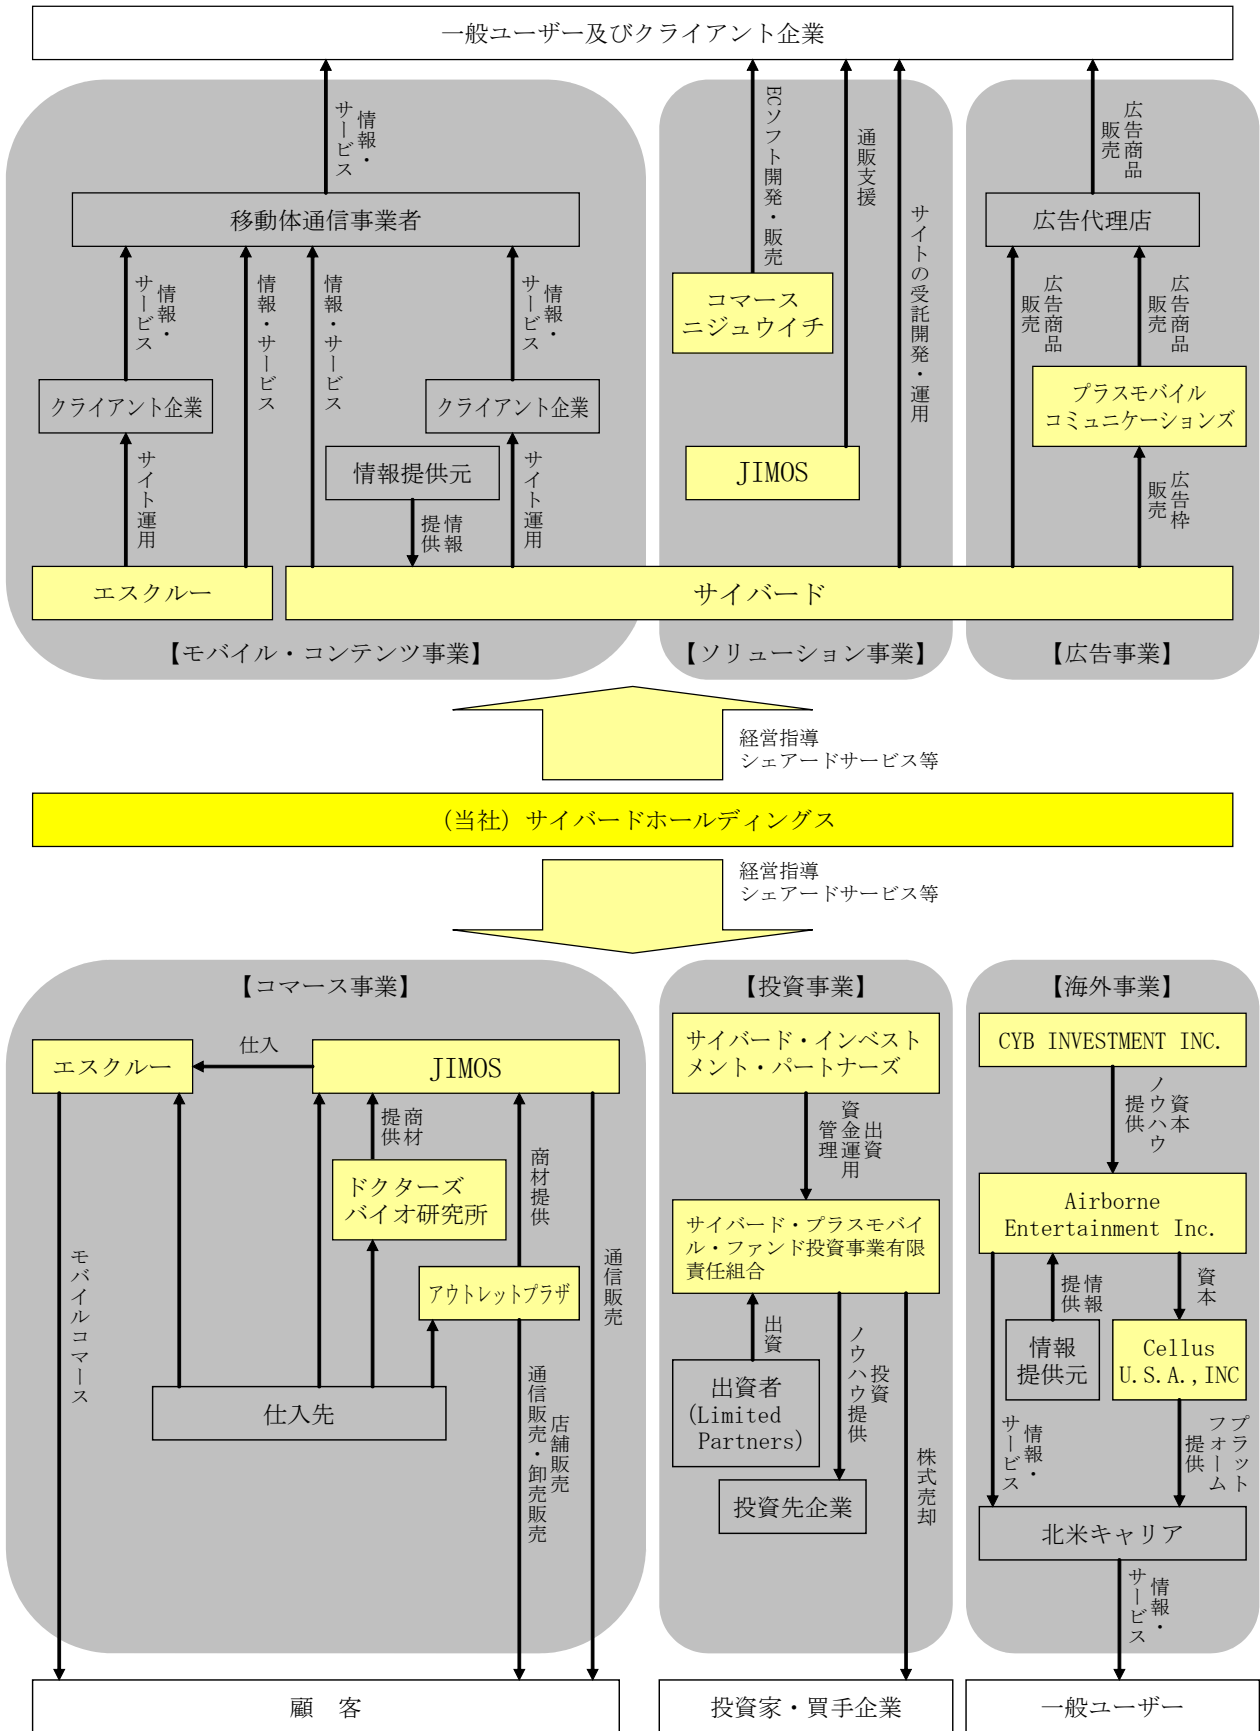 一般ユーザー及びクライアント企業
情報・
サービス
ECソフト開発・販売
通販支援
サイトの受託開発・運用
広告商品
販売
移動体通信事業者
広告代理店
情報・
サービス
情報・サービス
情報・サービス
情報・
サービス
コマース
ニジュウイチ
広告商品
販売
広告商品
販売
クライアント企業
クライアント企業
プラスモバイル
コミュニケーションズ
サイト運用
情報提供元
サイト運用
JIMOS
広告枠
販売
情報
提供
エスクルー
サイバード
【モバイル・コンテンツ事業】
【ソリューション事業】
【広告事業】
経営指導
シェアードサービス等
（当社）サイバードホールディングス
経営指導
シェアードサービス等
【コマース事業】
【投資事業】
【海外事業】
エスクルー
仕入
JIMOS
サイバード・インベスト
メント・パートナーズ
CYB INVESTMENT INC.
商材
提供
商材提供
通信販売
出資
資金運用
管理
資本
ノウハウ
提供
ドクターズ
バイオ研究所
サイバード・プラスモバイ
ル・ファンド投資事業有限
責任組合
Airborne
Entertainment Inc.
モバイルコマース
アウトレットプラザ
出資
投資
ノウハウ提供
株式売却
情報
提供
資本
情報
提供元
Cellus
U.S.A.,INC
仕入先
店舗販売
通信販売・卸売販売
出資者
(Limited
Partners)
投資先企業
情報・
サービス
プラット
フォーム
提供
北米キャリア
情報・
サービス
顧　客
投資家・買手企業
一般ユーザー